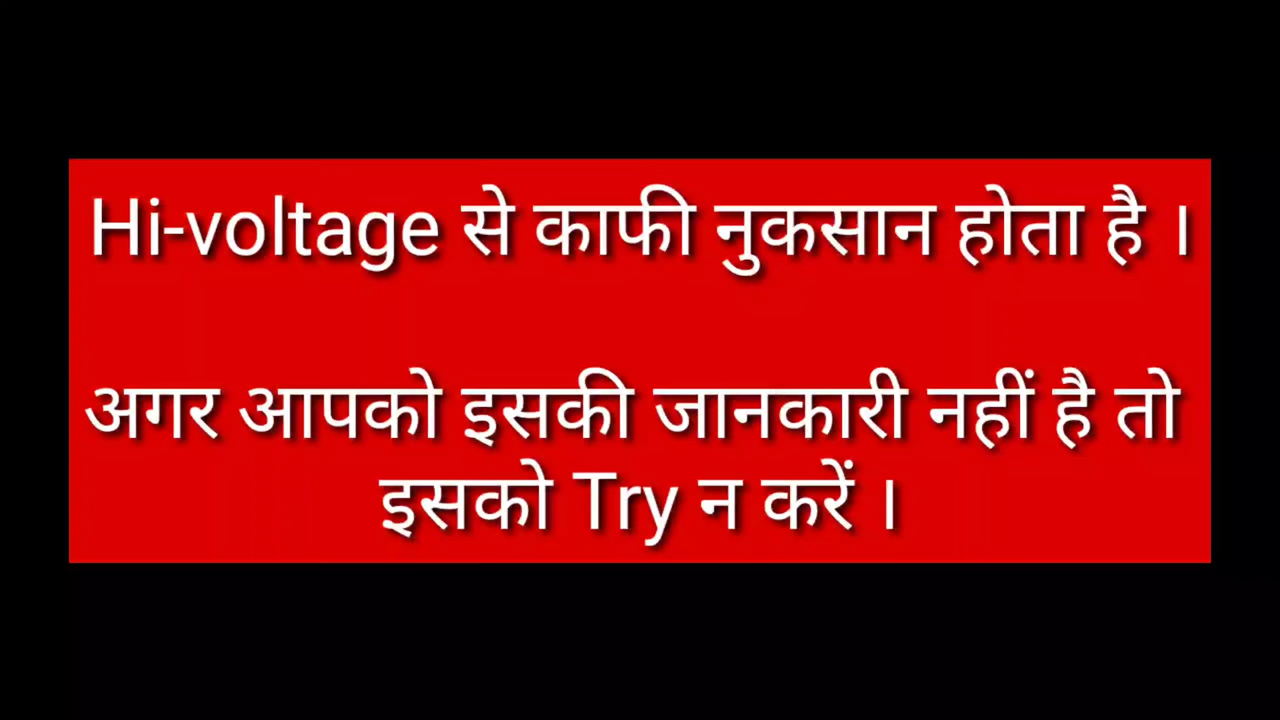 Hi-voltage से काफी नुकसान होता है ।
अगर आपको इसकी जानकारी नहीं है तो
इसको Try न करें ।